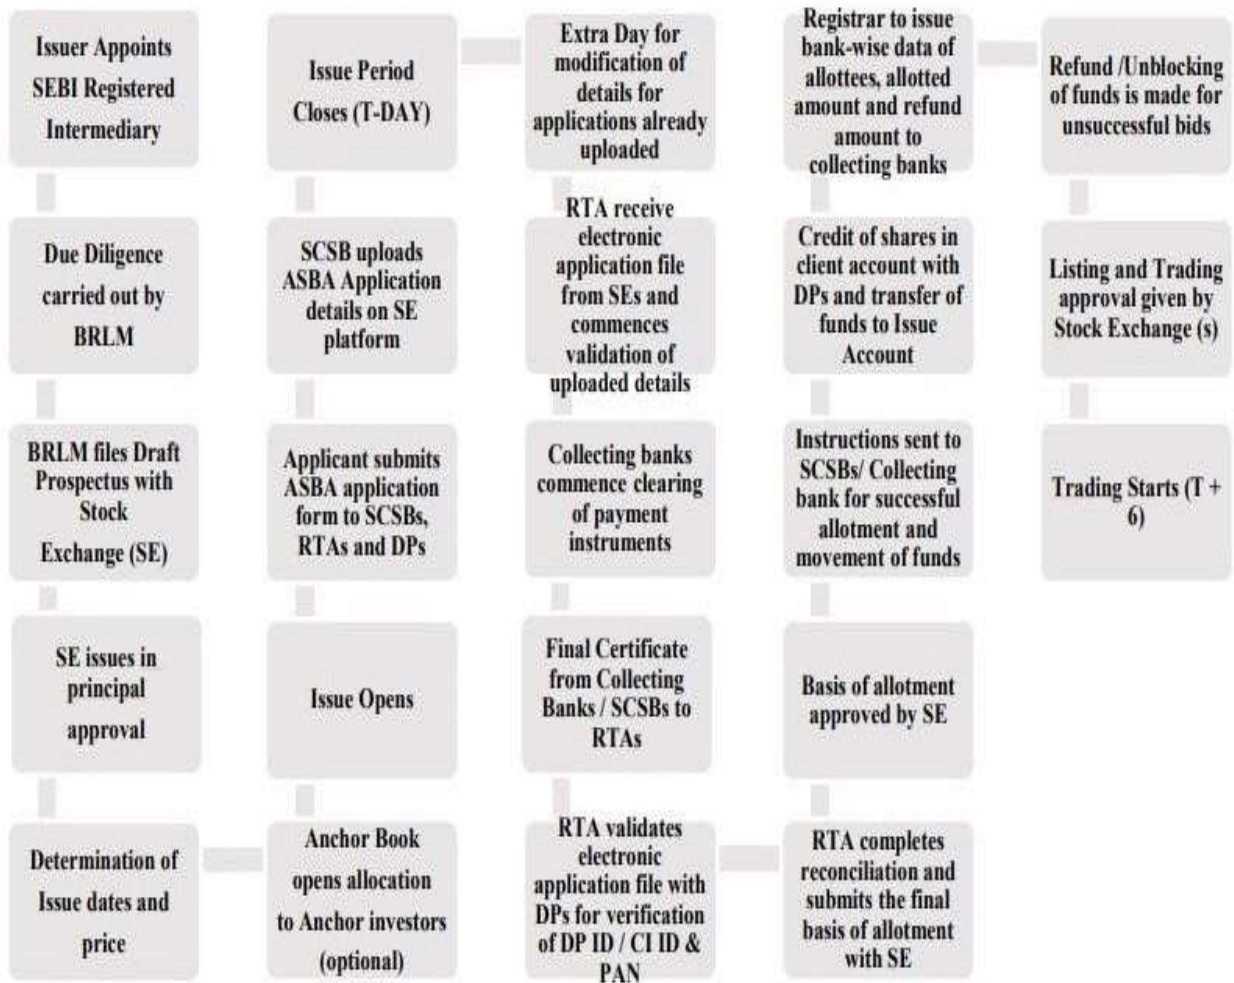 Issuer Appoints
SEBI Registered
Intermediary
Due Diligence
carried out by
BRLM
BRLM files Draft
Prospectus with
Stock
Exchange (SE)
SE issues in
principal
approval
Determination of
Issue dates and
price
Anchor Book
opens allocation
to Anchor investors
(optional)
Issue Opens
Applicant submits
ASBA application
form to SCSBs,
RTAs and DPs
SCSB uploads
ASBA Application
details on SE
platform
Issue Period
Closes (T-DAY)
Extra Day for
modification of
details for
applications already
uploaded
RTA receive
electronic
application file
from SEs and
commences
validation of
uploaded details
Collecting banks
commence clearing
of payment
instruments
Final Certificate
from Collecting
Banks / SCSBs to
RTAs
RTA validates
electronic
application file with
DPs for verification
of DP ID / CI ID &
PAN
RTA completes
reconciliation and
submits the final
basis of allotment
with SE
Basis of allotment
approved by SE
Instructions sent to
SCSBs/ Collecting
bank for successful
allotment and
movement of funds
Credit of shares in
client account with
DPs and transfer of
funds to Issue
Account
Registrar to issue
bank-wise data of
allottees, allotted
amount and refund
amount to
collecting banks
Refund /Unblocking
of funds is made for
unsuccessful bids
Listing and Trading
approval given by
Stock Exchange (s)
Trading Starts (T +
6)